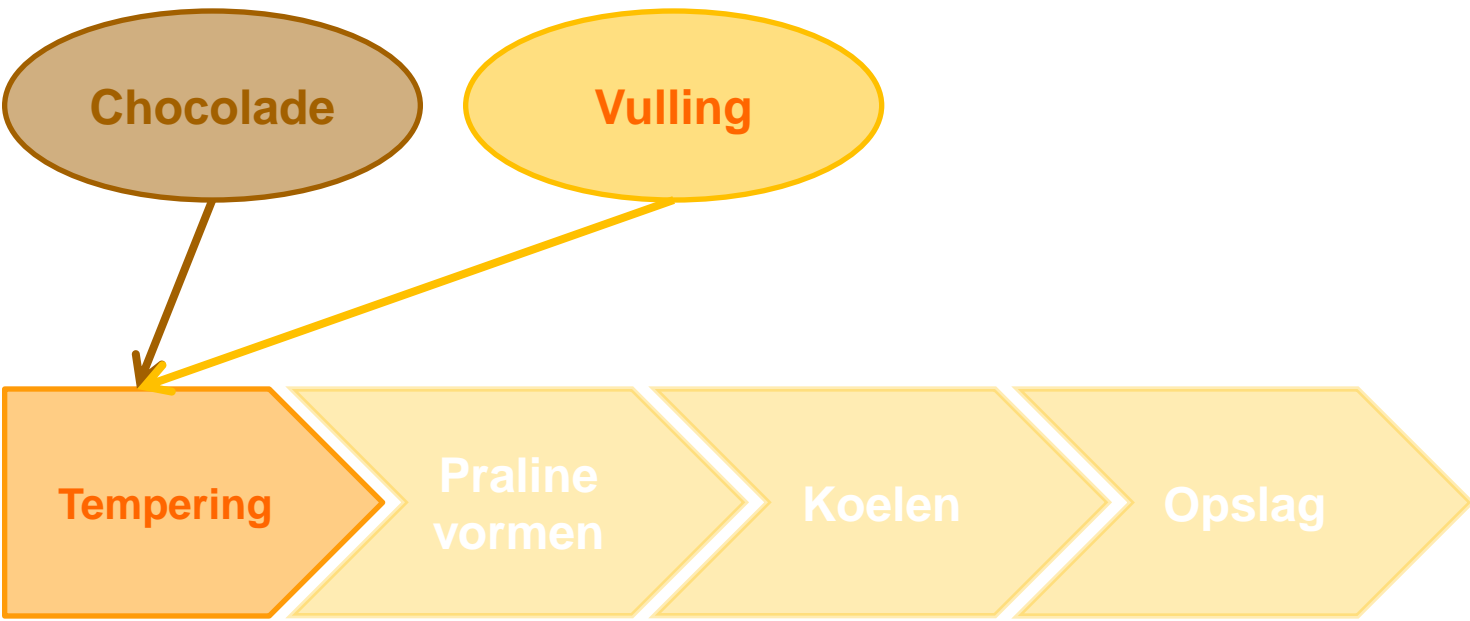 Chocolade
Vulling
Tempering
Praline
vormen
Koelen
Opslag